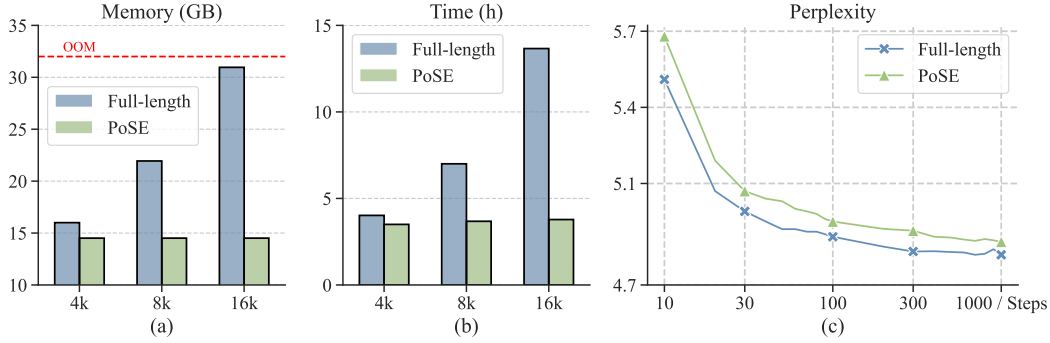 Memory (GB)
35
30
25
20
15
10
OOM
Full-length
PoSE
4k
8k
16k
(a)
Time (h)
15
10
5
0
Full-length
PoSE
4k
8k
16k
(b)
Perplexity
5.7
5.4
5.1
4.7
Full-length
PoSE
10
30
100
300
1000 / Steps
(c)